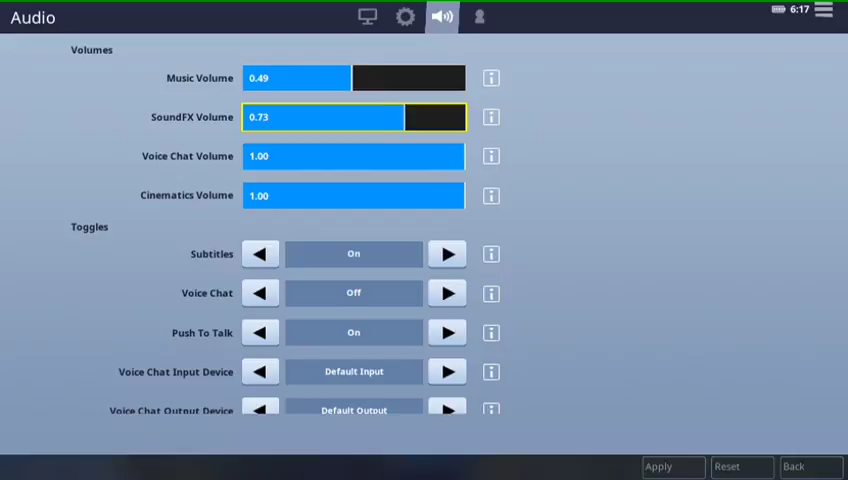 Audio
6:17
Volumes
Music Volume 0.49
SoundFX Volume 0.73
Voice Chat Volume 1.00
Cinematics Volume 1.00
Toggles
Subtitles On
Voice Chat Off
Push To Talk On
Voice Chat Input Device Default Input
Voice Chat Output Device Default Output
Apply Reset Back